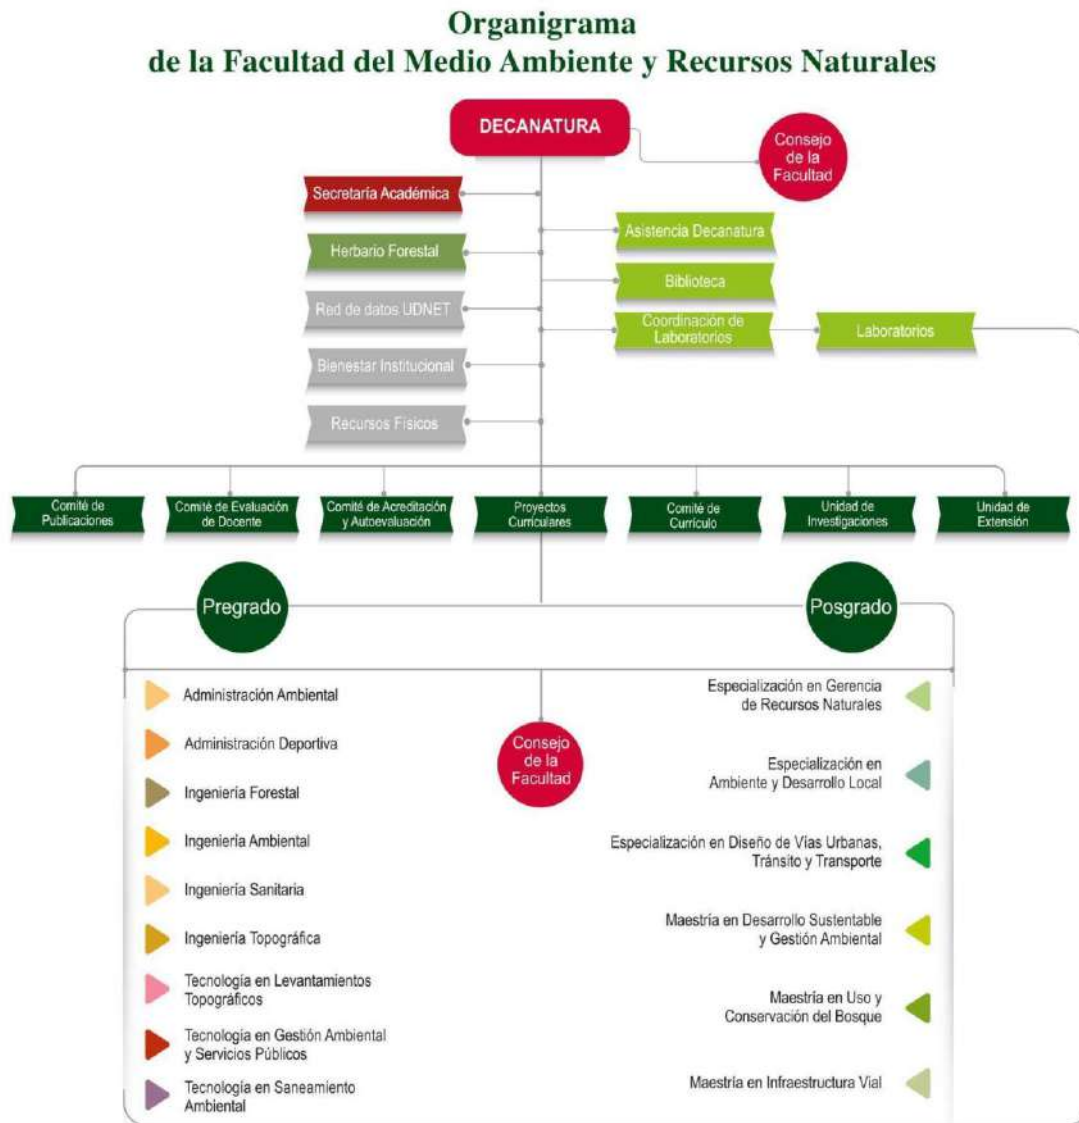 Organigrama
de la Facultad del Medio Ambiente y Recursos Naturales
DECANATURA
Consejo
de la
Facultad
Secretaría Académica
Asistencia Decanatura
Herbario Forestal
Biblioteca
Red de datos UDNET
Coordinación de
Laboratorios
Laboratorios
Bienestar Institucional
Recursos Físicos
Comité de
Publicaciones
Comité de Evaluación
de Docente
Comité de Acreditación
y Autoevaluación
Proyectos
Curriculares
Comité de
Currículo
Unidad de
Investigaciones
Unidad de
Extensión
Pregrado
Posgrado
Administración Ambiental
Administración Deportiva
Ingeniería Forestal
Ingeniería Ambiental
Ingeniería Sanitaria
Ingeniería Topográfica
Tecnología en Levantamientos
Topográficos
Tecnología en Gestión Ambiental
y Servicios Públicos
Tecnología en Saneamiento
Ambiental
Consejo
de la
Facultad
Especialización en Gerencia
de Recursos Naturales
Especialización en
Ambiente y Desarrollo Local
Especialización en Diseño de Vías Urbanas,
Tránsito y Transporte
Maestría en Desarrollo Sustentable
y Gestión Ambiental
Maestría en Uso y
Conservación del Bosque
Maestría en Infraestructura Vial